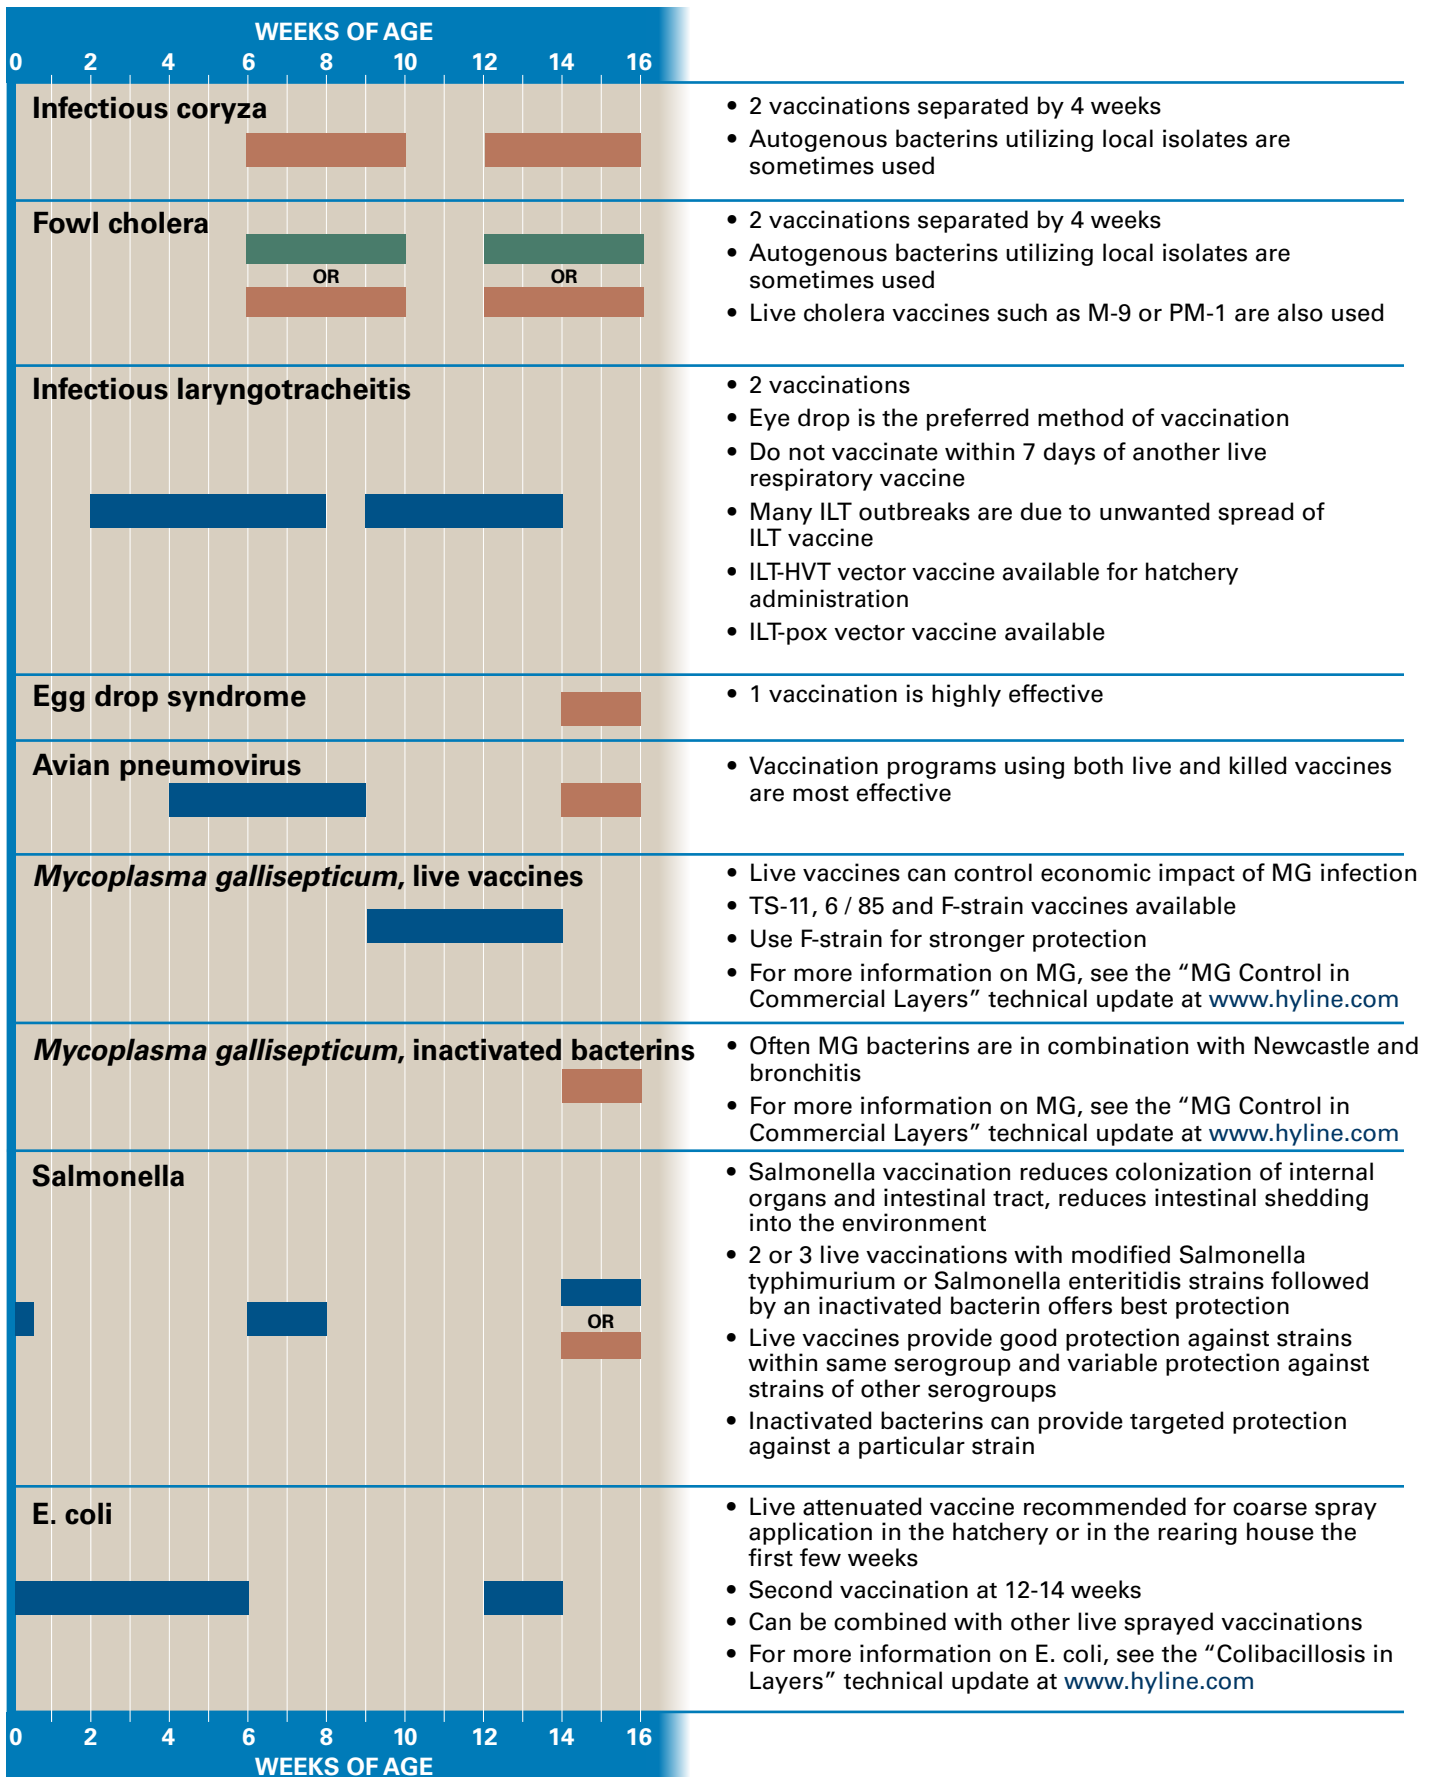 WEEKS OF AGE
0 2 4 6 8 10 12 14 16
Infectious coryza
• 2 vaccinations separated by 4 weeks
• Autogenous bacterins utilizing local isolates are
sometimes used
Fowl cholera
OR OR
• 2 vaccinations separated by 4 weeks
• Autogenous bacterins utilizing local isolates are
sometimes used
• Live cholera vaccines such as M-9 or PM-1 are also used
Infectious laryngotracheitis
• 2 vaccinations
• Eye drop is the preferred method of vaccination
• Do not vaccinate within 7 days of another live
respiratory vaccine
• Many ILT outbreaks are due to unwanted spread of
ILT vaccine
• ILT-HVT vector vaccine available for hatchery
administration
• ILT-pox vector vaccine available
Egg drop syndrome
• 1 vaccination is highly effective
Avian pneumovirus
• Vaccination programs using both live and killed vaccines
are most effective
Mycoplasma gallisepticum, live vaccines
• Live vaccines can control economic impact of MG infection
• TS-11, 6 / 85 and F-strain vaccines available
• Use F-strain for stronger protection
• For more information on MG, see the “MG Control in
Commercial Layers” technical update at www.hyline.com
Mycoplasma gallisepticum, inactivated bacterins
• Often MG bacterins are in combination with Newcastle and
bronchitis
• For more information on MG, see the “MG Control in
Commercial Layers” technical update at www.hyline.com
Salmonella
OR
• Salmonella vaccination reduces colonization of internal
organs and intestinal tract, reduces intestinal shedding
into the environment
• 2 or 3 live vaccinations with modified Salmonella
typhimurium or Salmonella enteritidis strains followed
by an inactivated bacterin offers best protection
• Live vaccines provide good protection against strains
within same serogroup and variable protection against
strains of other serogroups
• Inactivated bacterins can provide targeted protection
against a particular strain
E. coli
• Live attenuated vaccine recommended for coarse spray
application in the hatchery or in the rearing house the
first few weeks
• Second vaccination at 12-14 weeks
• Can be combined with other live sprayed vaccinations
• For more information on E. coli, see the “Colibacillosis in
Layers” technical update at www.hyline.com
0 2 4 6 8 10 12 14 16
WEEKS OF AGE